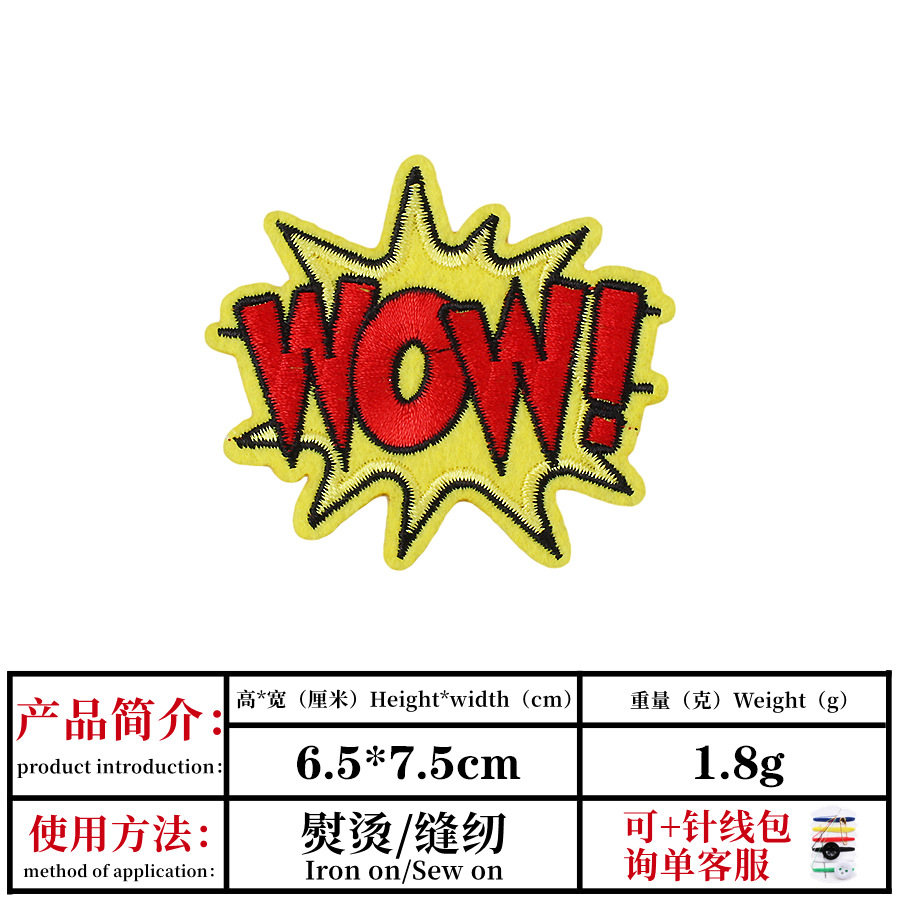 WOW!
产品简介：
product introduction：
高*宽（厘米）Height*width（cm）
6.5*7.5cm
重量（克）Weight（g）
1.8g
使用方法：
method of application：
熨烫/缝纫
Iron on/Sew on
可+针线包
询单客服